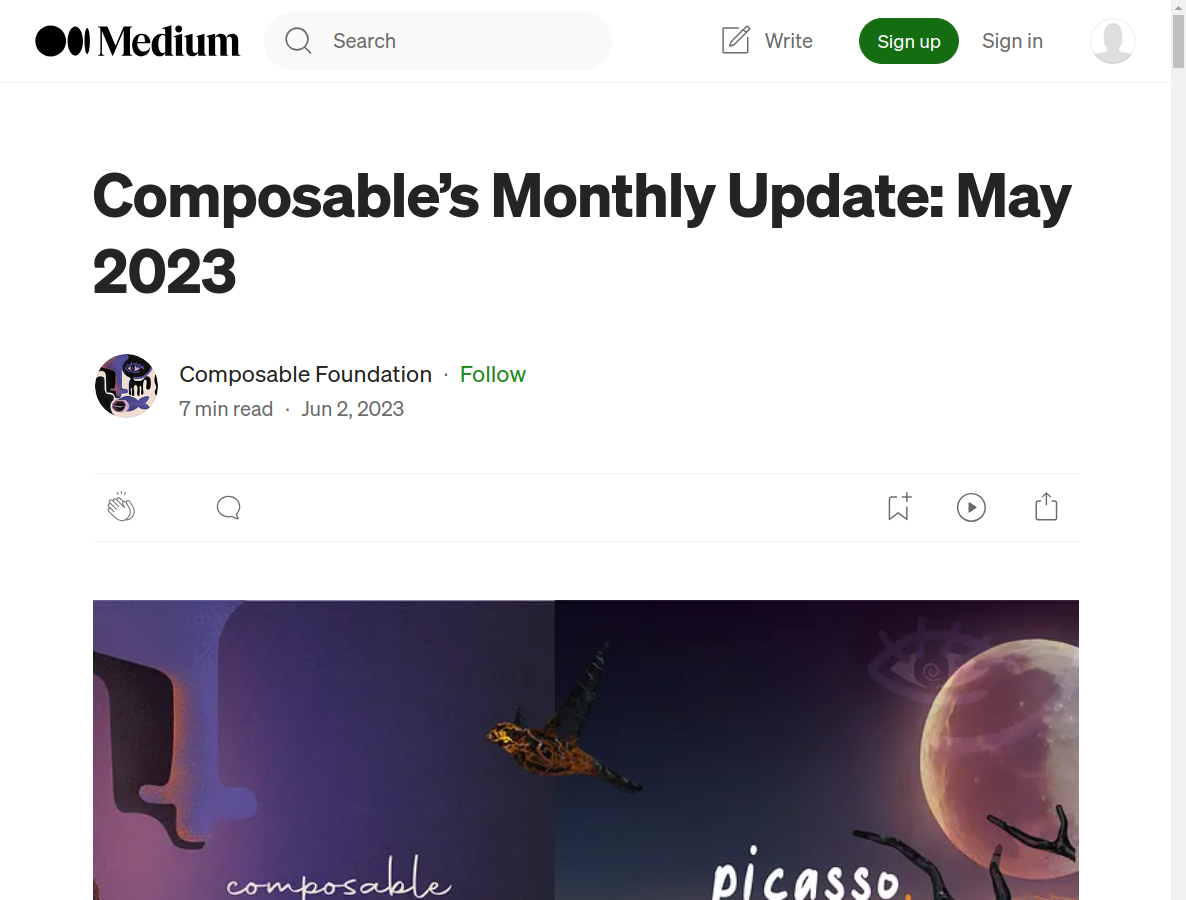 Medium
Search
Write
Sign up
Sign in
Composable’s Monthly Update: May
2023
Composable Foundation · Follow
7 min read · Jun 2, 2023
composable
picasso.